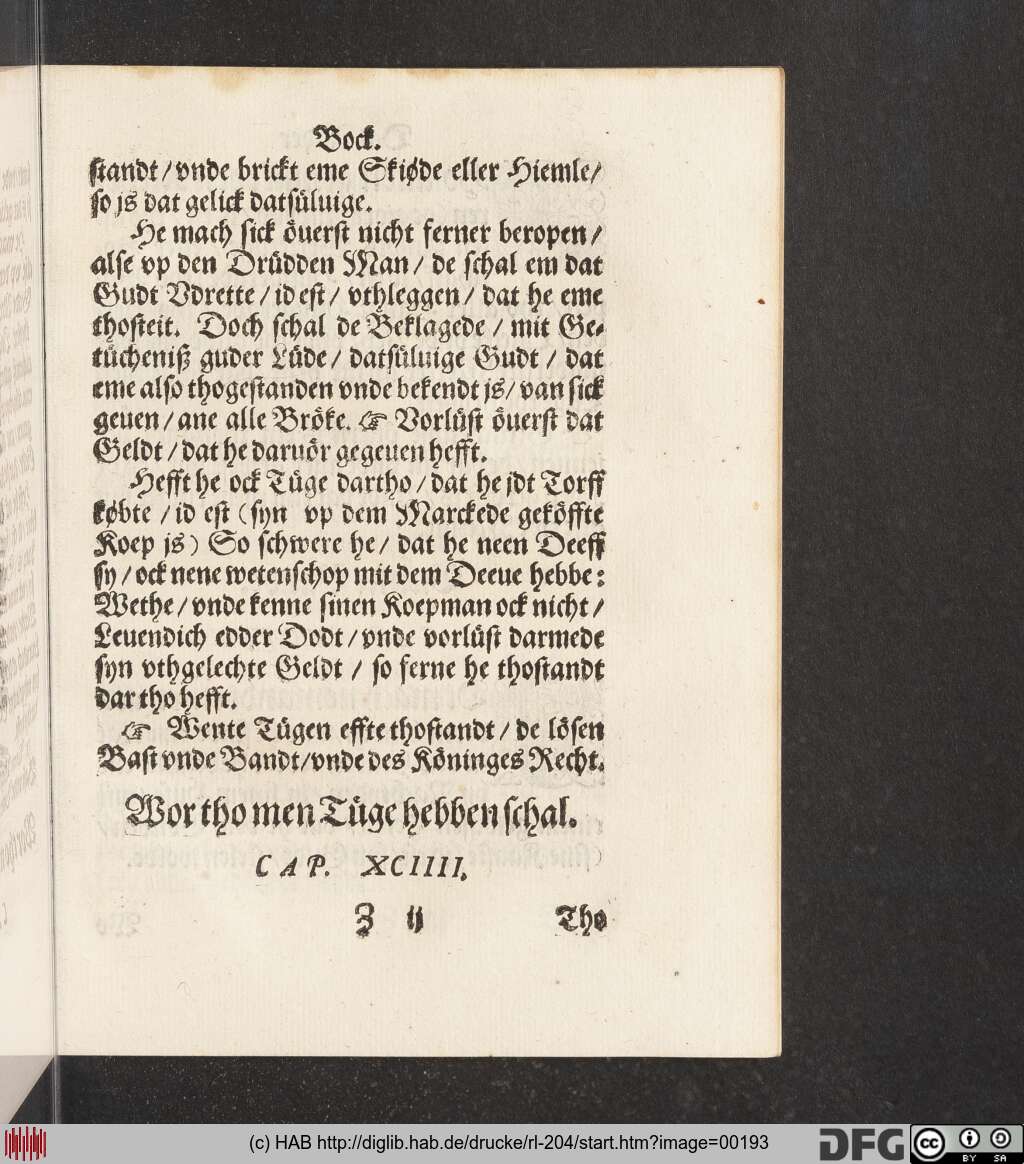 Bock.
standt / vnde brickt eme Skiøde eller Hiemle /
so js dat gelick datsüluige.
He mach sick öuerst nicht ferner beropen /
alse vp den Drüdden Man / de schal em dat
Gudt Vdrette / id est / vthleggen / dat he eme
thosteit. Doch schal de Beklagede / mit Ge-
tücheniß guder Lüde / datsüluige Gudt / dat
eme also thogestanden vnde bekendt js / van sick
geuen / ane alle Bröke. ☞ Vorlüst öuerst dat
Geldt / dat he daruör gegeuen hefft.
Hefft he ock Tüge dartho / dat he jdt Torff
købte / id est (syn vp dem Marckede geköffte
Koep js) So schwere he / dat he neen Deeff
sy / ock nene wetenschop mit dem Deeue hebbe:
Wethe / vnde kenne sinen Koepman ock nicht /
Leuendich edder Dodt / vnde vorlüst darmede
syn vthgelechte Geldt / so ferne he thostandt
dar tho hefft.
☞ Wente Tügen effte thostandt / de lösen
Bast vnde Bandt / vnde des Köninges Recht.
Wor tho men Tüge hebben schal.
CAP. XCIIII.
Z ij Tho
(c) HAB http://diglib.hab.de/drucke/rl-204/start.htm?image=00193
DFG cc BY SA